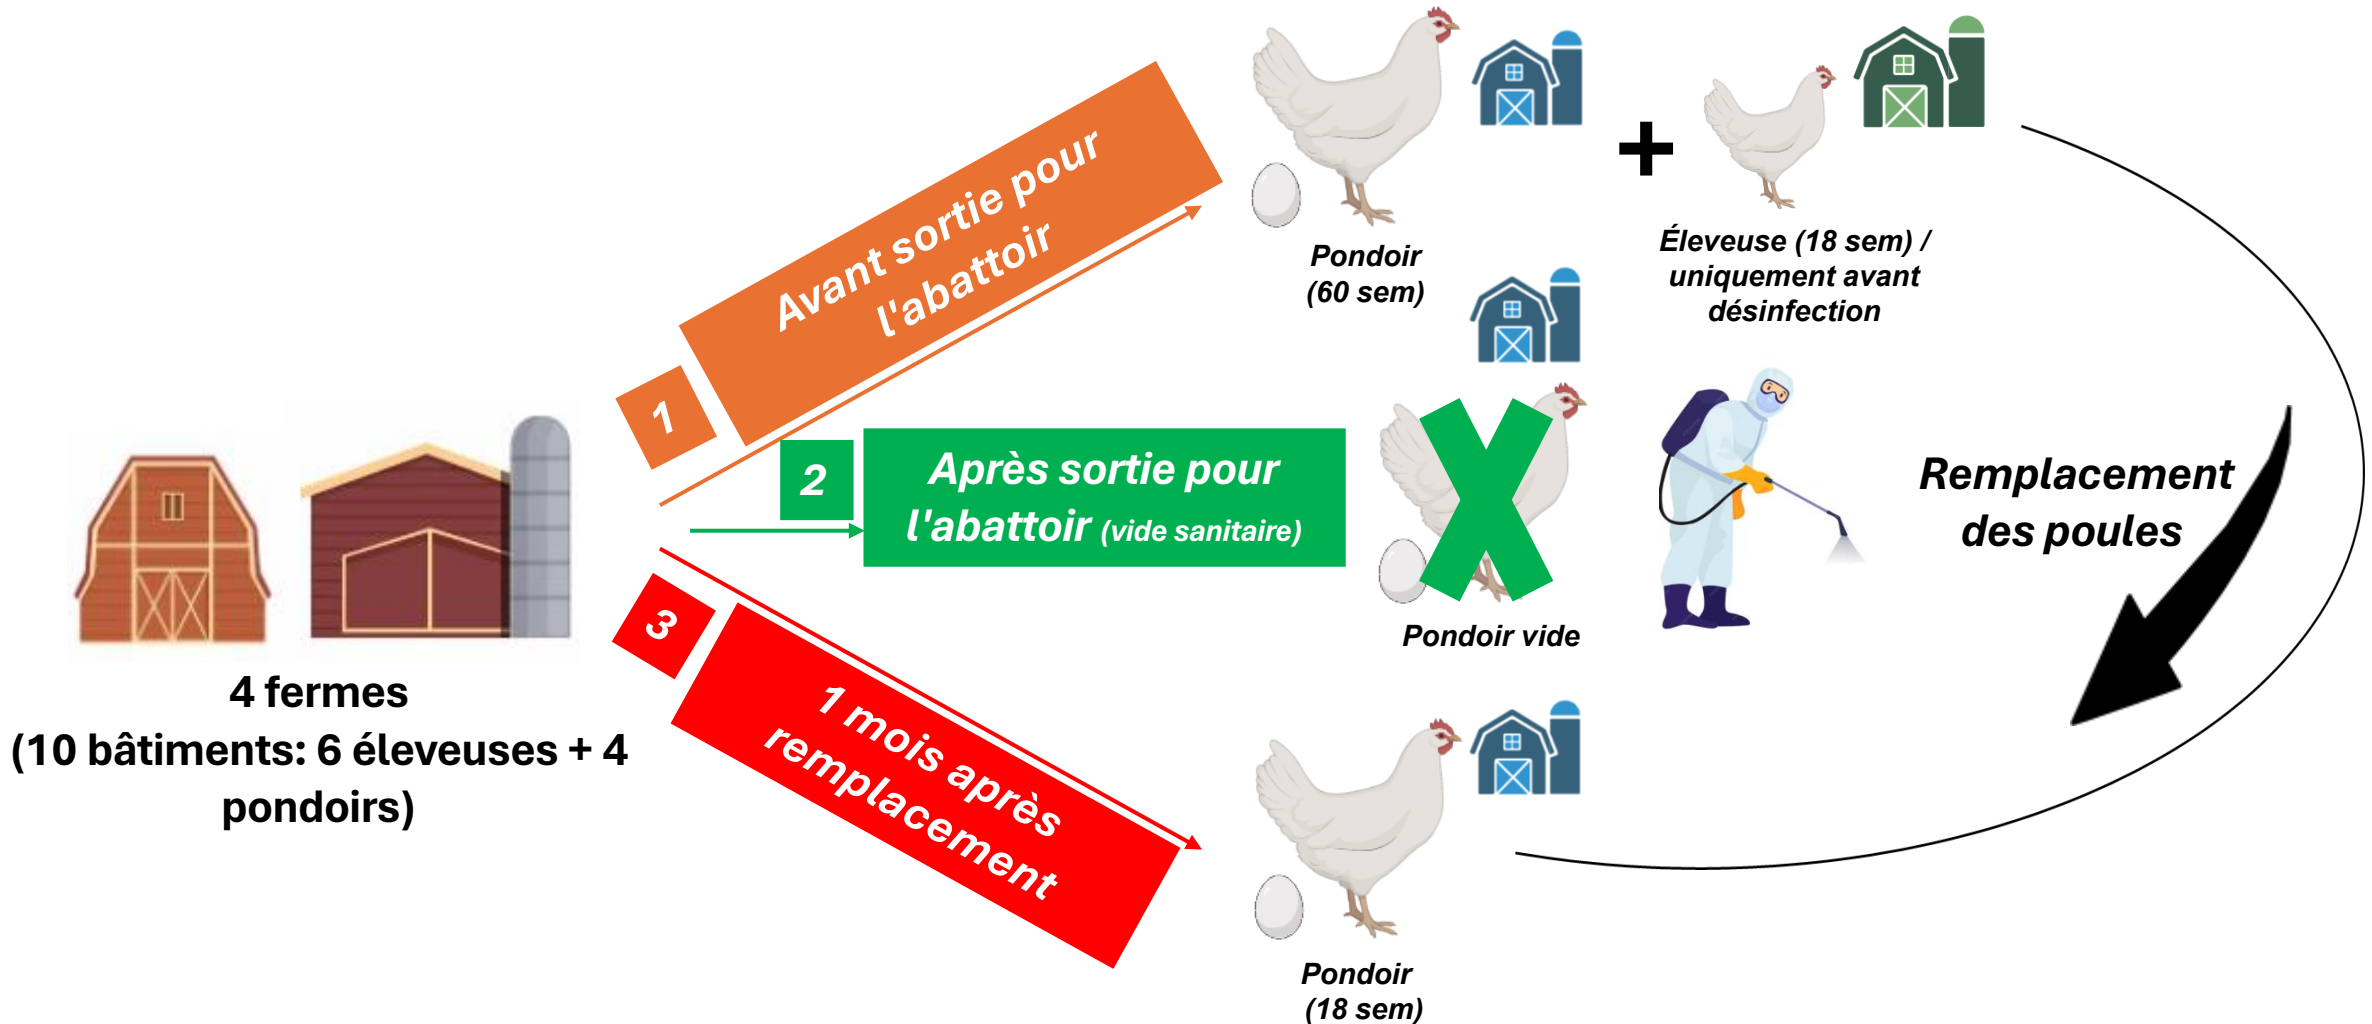 4 fermes
(10 bâtiments: 6 éleveuses + 4
pondoirs)
1
Avant sortie pour
l'abattoir
Pondoir
(60 sem)
+
Éleveuse (18 sem) /
uniquement avant
désinfection
2
Après sortie pour
l'abattoir (vide sanitaire)
Pondoir vide
Remplacement
des poules
3
1 mois après
remplacement
Pondoir
(18 sem)